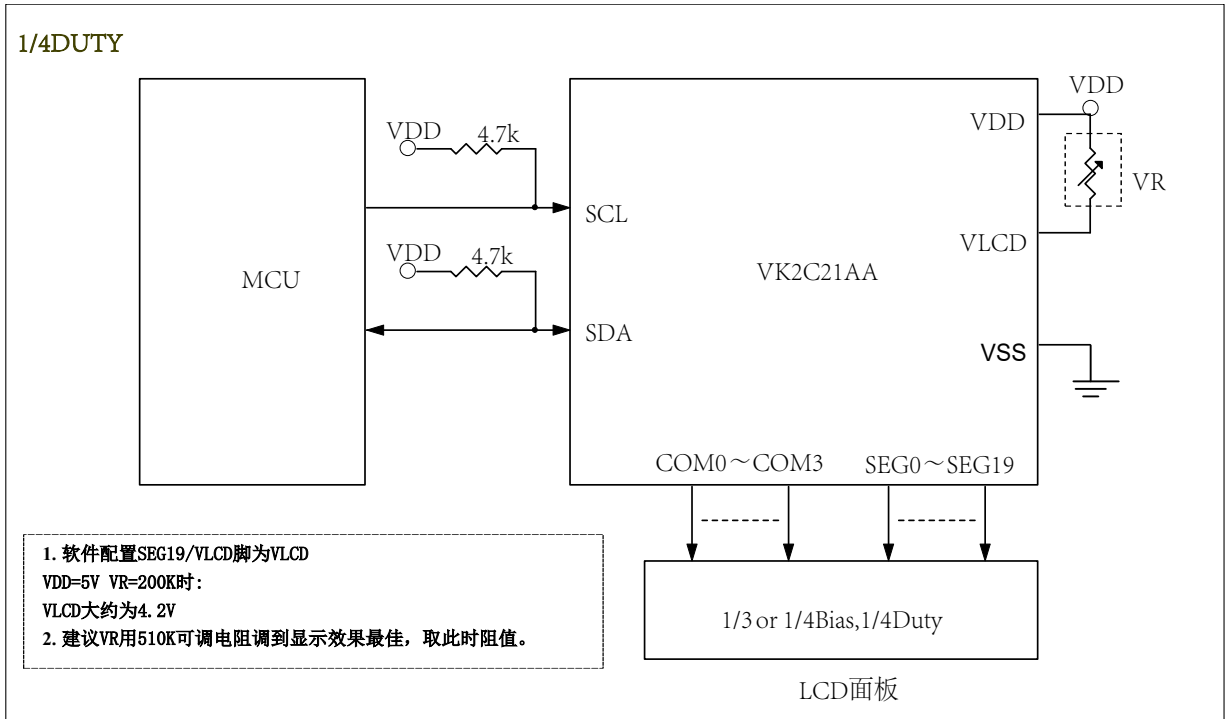 1/4DUTY
VDD
4.7k
SCL
VDD
4.7k
SDA
MCU
VK2C21AA
VDD
VDD
VR
VLCD
VSS
COM0～COM3
SEG0～SEG19
1. 软件配置SEG19/VLCD脚为VLCD
VDD=5V VR=200K时:
VLCD大约为4.2V
2. 建议VR用510K可调电阻调到显示效果最佳，取此时阻值。
1/3 or 1/4Bias,1/4Duty
LCD面板